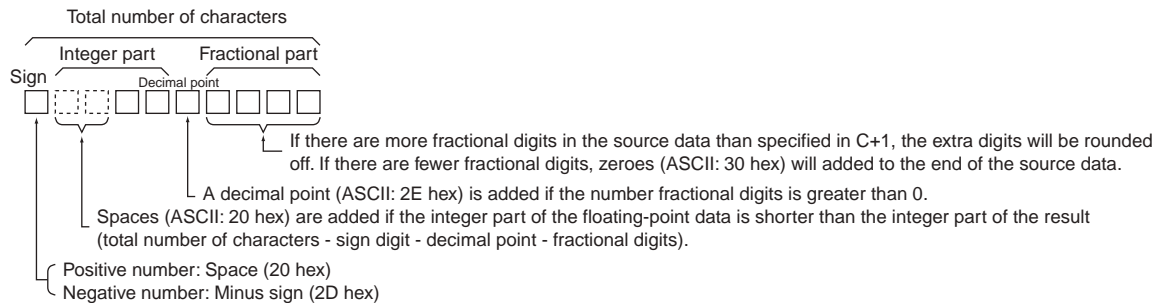 Total number of characters
Integer part Fractional part
Sign
Decimal point
If there are more fractional digits in the source data than specified in C+1, the extra digits will be rounded
off. If there are fewer fractional digits, zeroes (ASCII: 30 hex) will added to the end of the source data.
A decimal point (ASCII: 2E hex) is added if the number fractional digits is greater than 0.
Spaces (ASCII: 20 hex) are added if the integer part of the floating-point data is shorter than the integer part of the result
(total number of characters - sign digit - decimal point - fractional digits).
Positive number: Space (20 hex)
Negative number: Minus sign (2D hex)